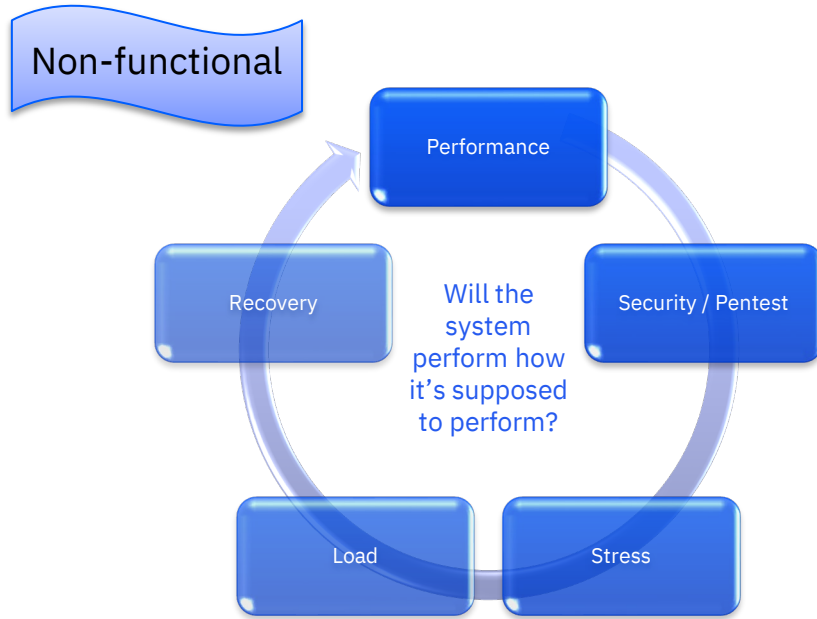 Non-functional
Performance
Security / Pentest
Stress
Load
Recovery
Will the
system
perform how
it's supposed
to perform?